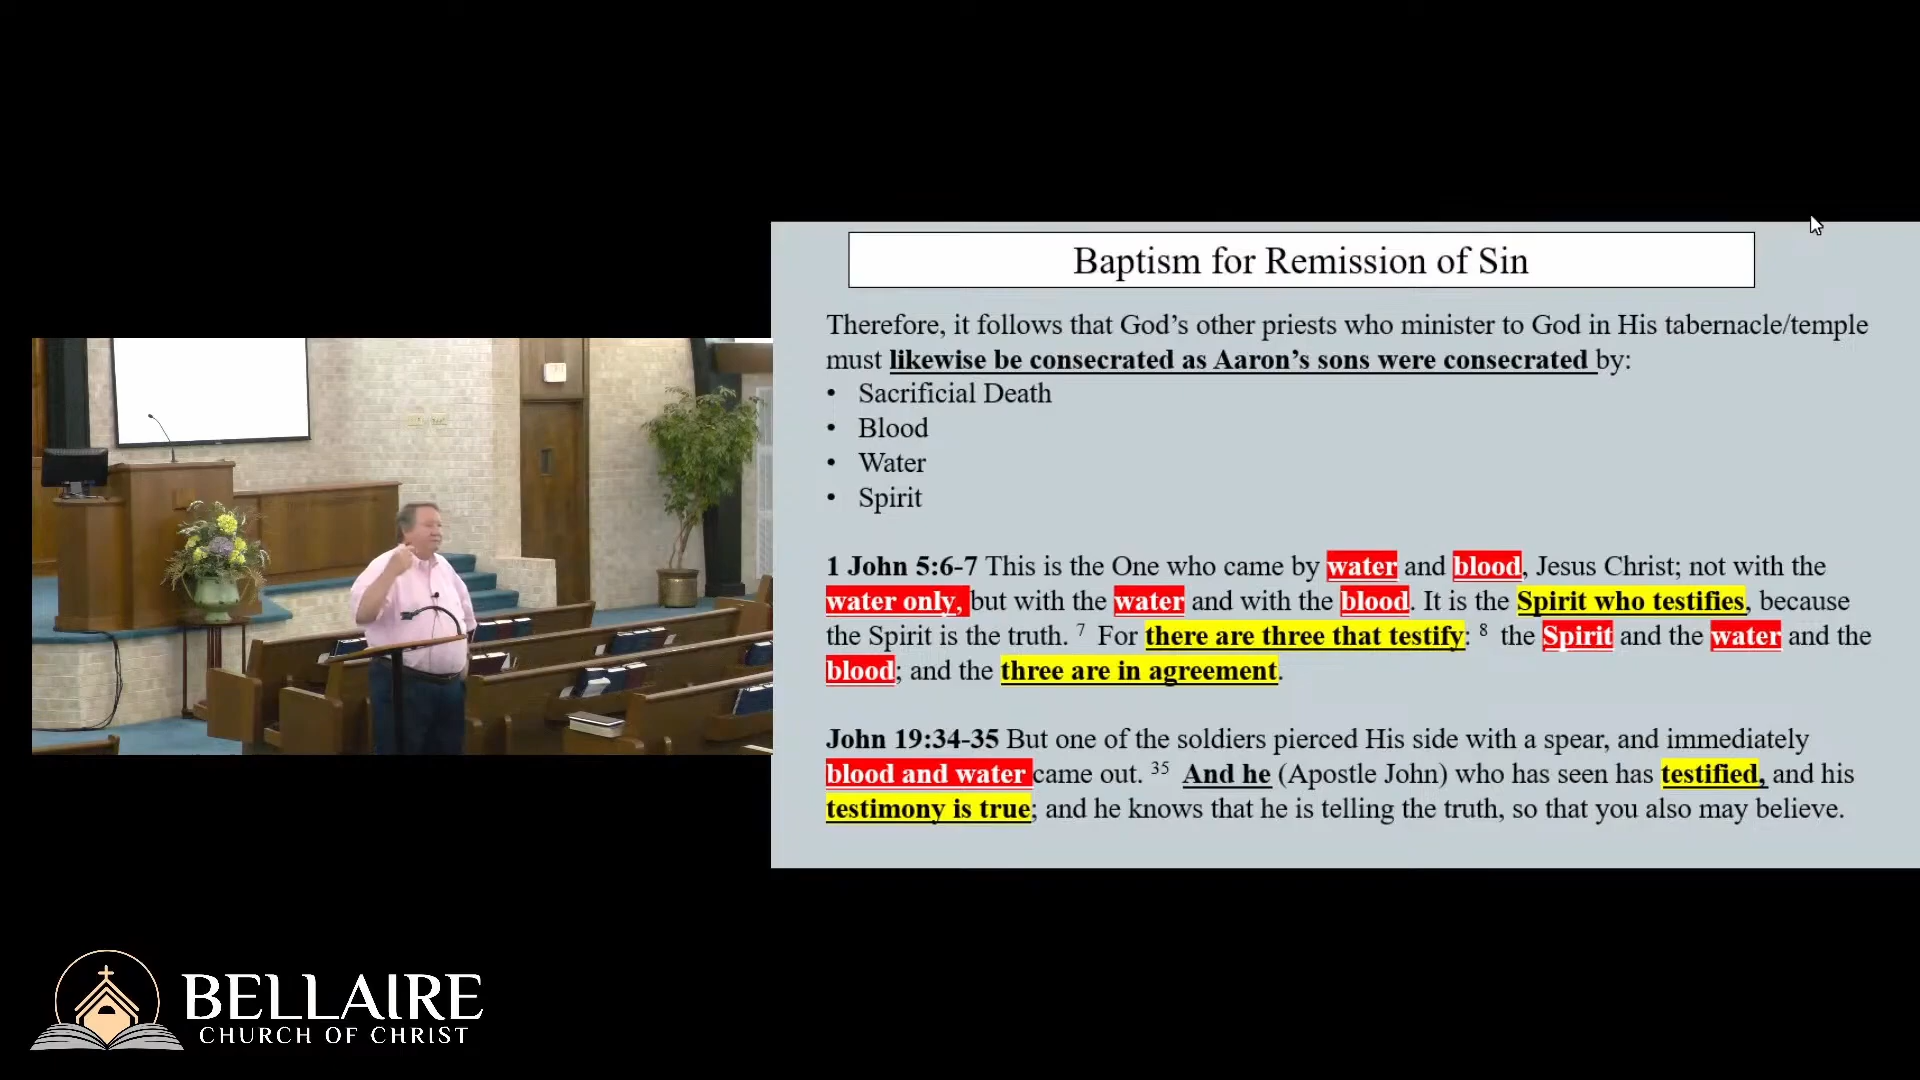 Baptism for Remission of Sin
Therefore, it follows that God’s other priests who minister to God in His tabernacle/temple
must likewise be consecrated as Aaron’s sons were consecrated by:
• Sacrificial Death
• Blood
• Water
• Spirit
1 John 5:6-7 This is the One who came by water and blood, Jesus Christ; not with the
water only, but with the water and with the blood. It is the Spirit who testifies, because
the Spirit is the truth. 7 For there are three that testify: 8 the Spirit and the water and the
blood; and the three are in agreement.
John 19:34-35 But one of the soldiers pierced His side with a spear, and immediately
blood and water came out. 35 And he (Apostle John) who has seen has testified, and his
testimony is true; and he knows that he is telling the truth, so that you also may believe.
BELLAIRE
CHURCH OF CHRIST